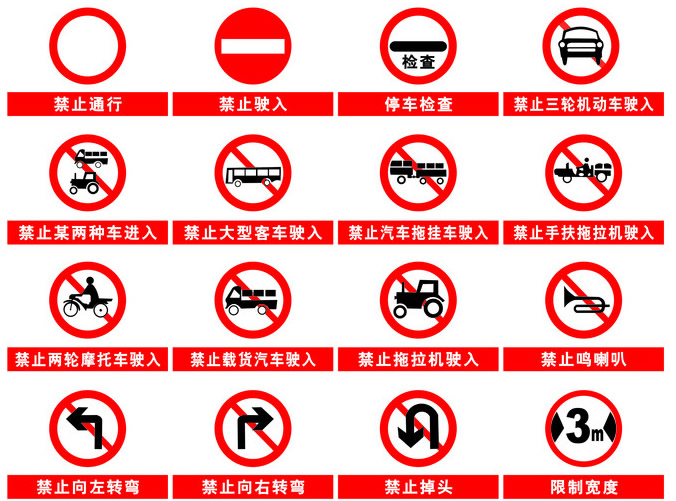 检查
禁止通行
禁止驶入
停车检查
禁止三轮机动车驶入
禁止某两种车进入
禁止大型客车驶入
禁止汽车拖挂车驶入
禁止手扶拖拉机驶入
禁止两轮摩托车驶入
禁止载货汽车驶入
禁止拖拉机驶入
禁止鸣喇叭
3m
禁止向左转弯
禁止向右转弯
禁止掉头
限制宽度